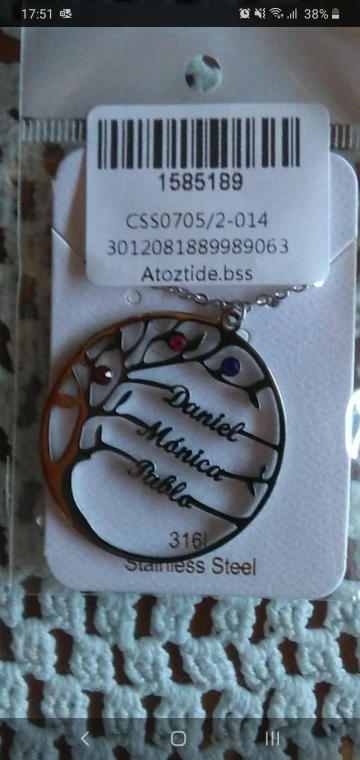 17:51
38%
1585189
CSS0705/2-014
3012081889989063
Atoztide.bss
Daniel
Mónica
Pablo
316l
Stainless Steel